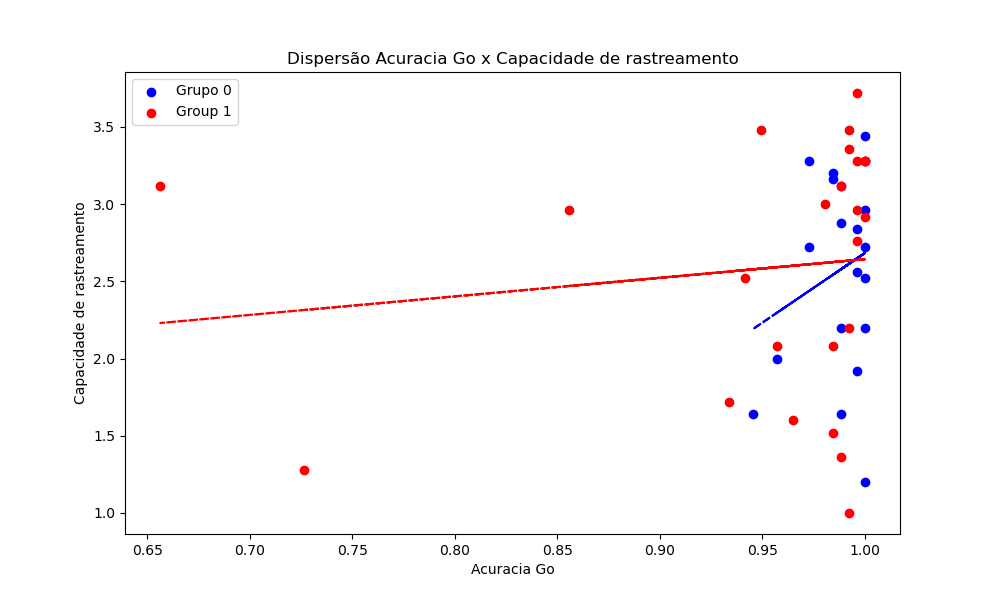 Dispersão Acuracia Go x Capacidade de rastreamento
Grupo 0
Group 1
Capacidade de rastreamento
3.5
3.0
2.5
2.0
1.5
1.0
0.65 0.70 0.75 0.80 0.85 0.90 0.95 1.00
Acuracia Go